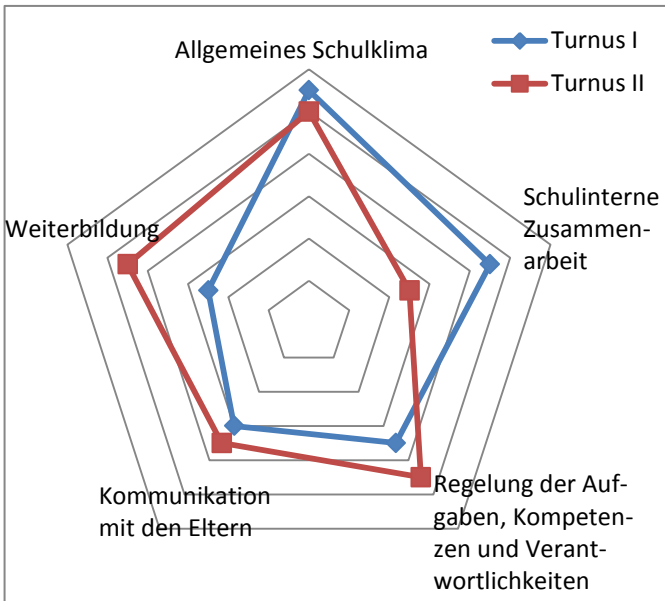 Allgemeines Schulklima
Turnus I
Turnus II
Schulinterne
Zusammen-
arbeit
Weiterbildung
Kommunikation
mit den Eltern
Regelung der Auf-
gaben, Kompeten-
zen und Verant-
wortlichkeiten